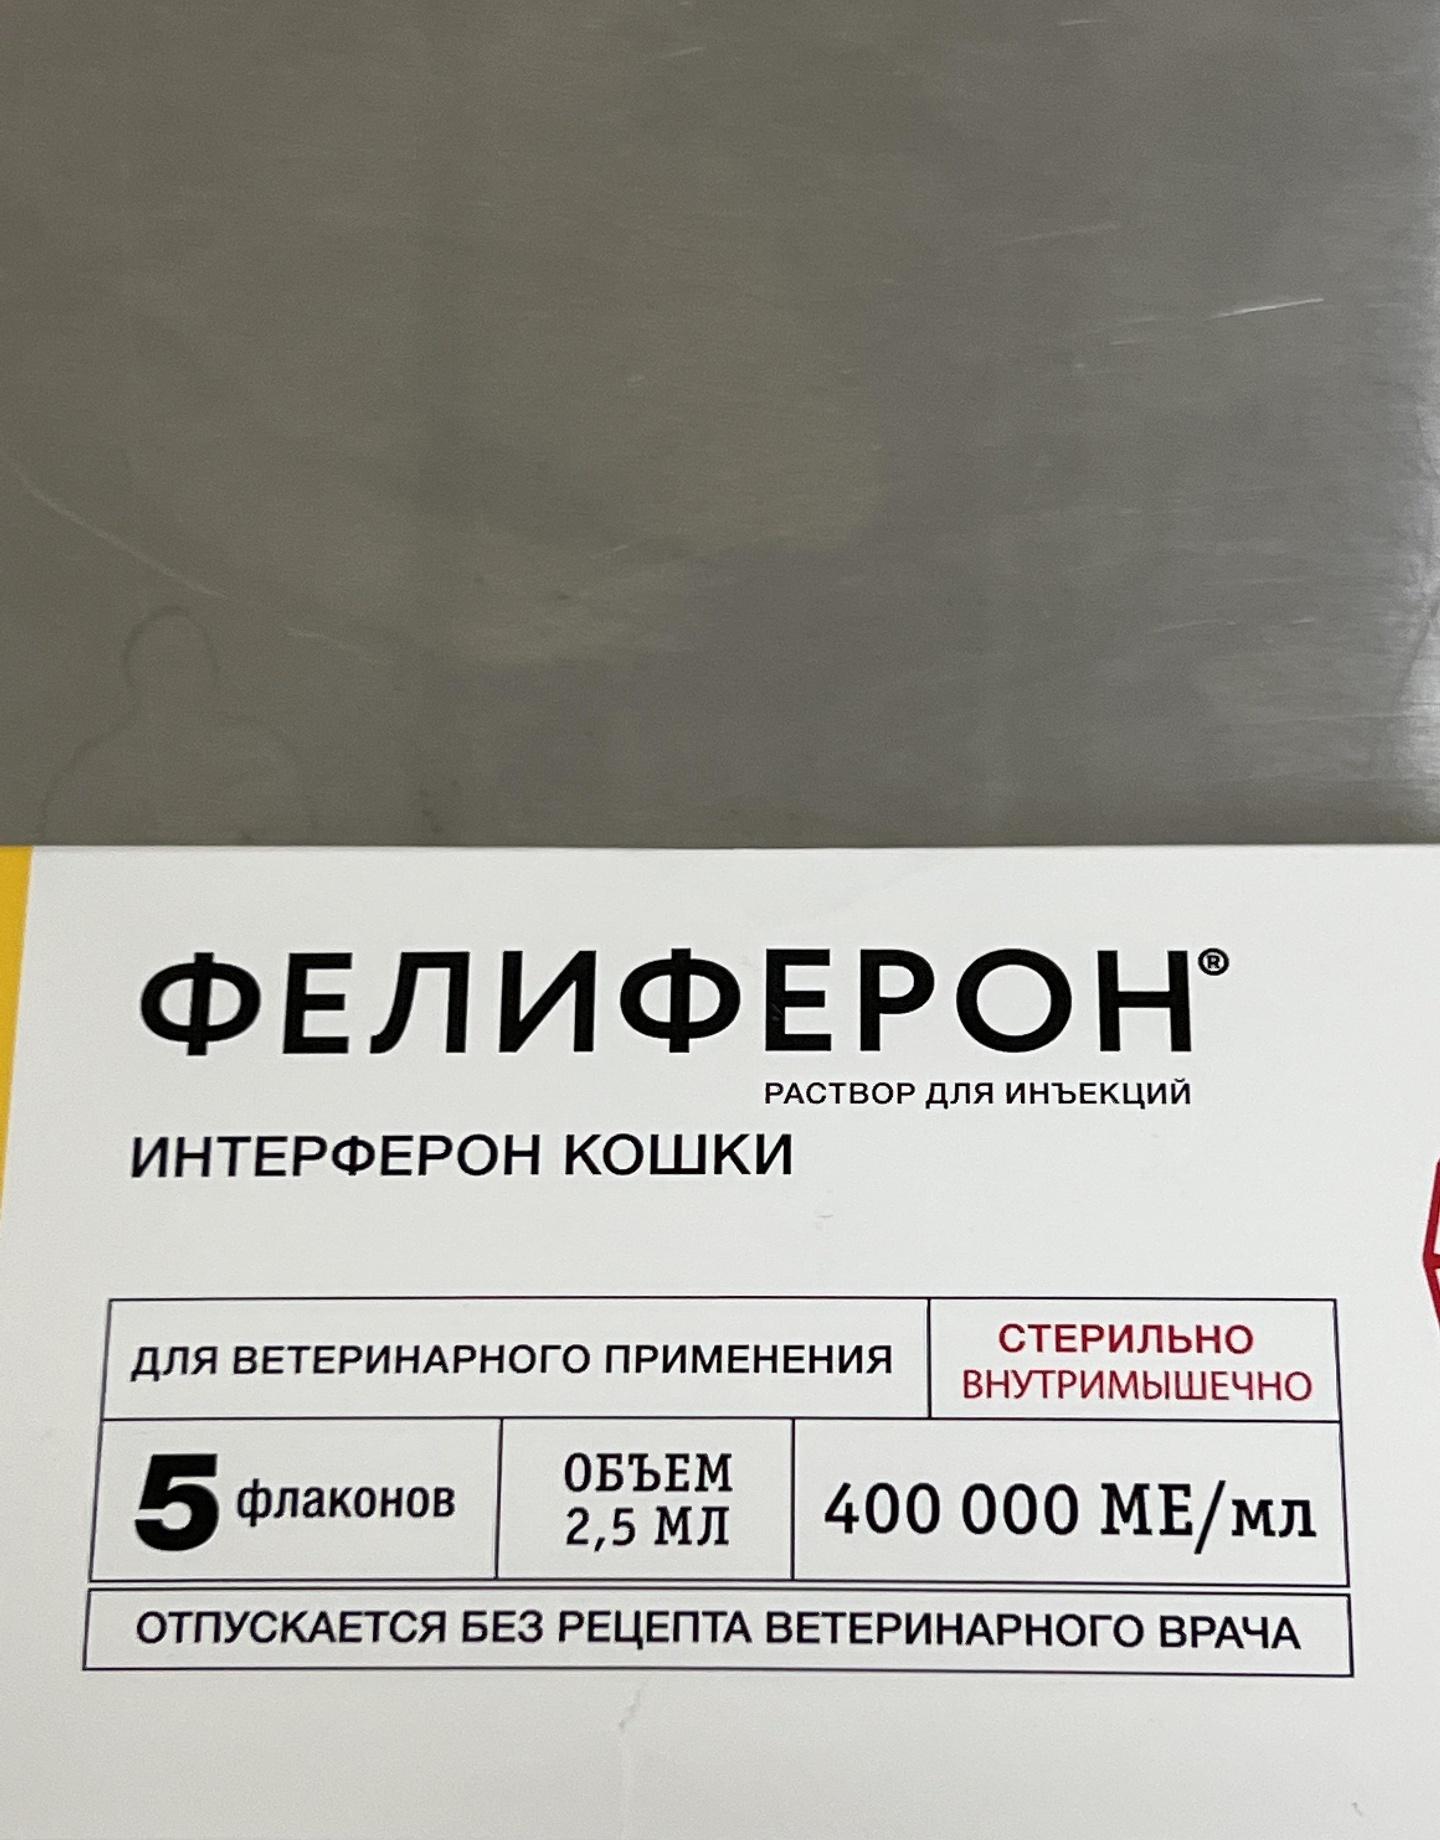 ФЕЛИФЕРОН®
РАСТВОР ДЛЯ ИНЪЕКЦИЙ
ИНТЕРФЕРОН КОШКИ
ДЛЯ ВЕТЕРИНАРНОГО ПРИМЕНЕНИЯ
СТЕРИЛЬНО
ВНУТРИМЫШЕЧНО
5 флаконов
ОБЪЕМ
2,5 МЛ
400 000 МЕ/мл
ОТПУСКАЕТСЯ БЕЗ РЕЦЕПТА ВЕТЕРИНАРНОГО ВРАЧА